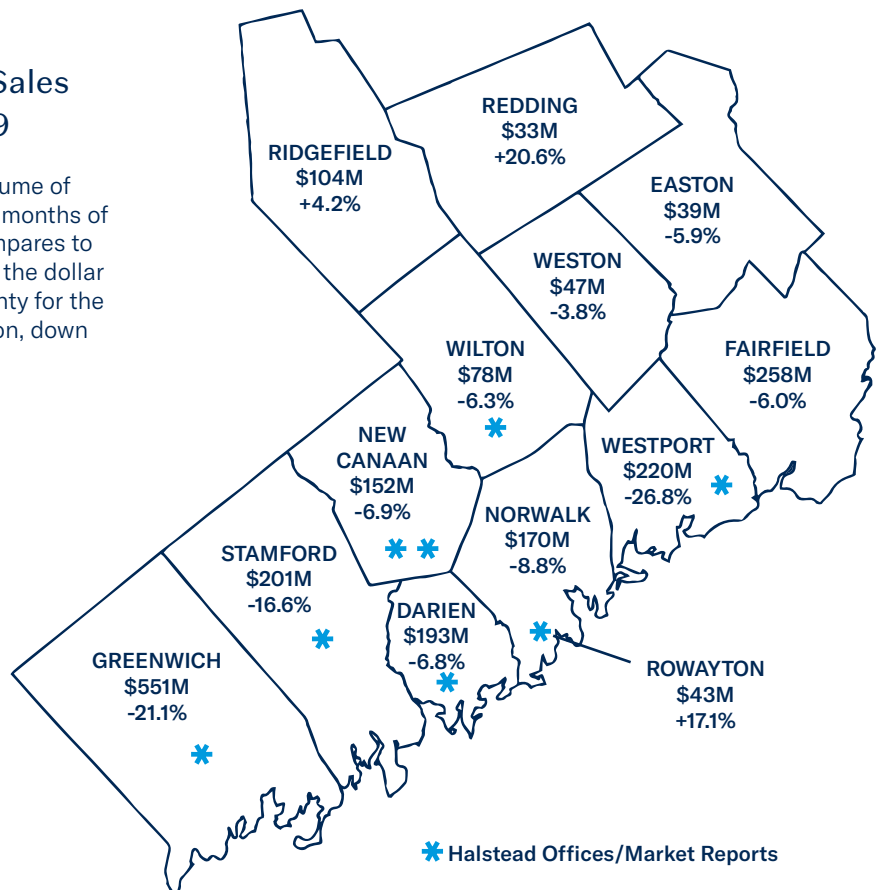 Sales
9
ume of
months of
mpares to
the dollar
nty for the
on, down
REDDING
$33M
+20.6%
RIDGEFIELD
$104M
+4.2%
EASTON
$39M
-5.9%
WESTON
$47M
-3.8%
WILTON
$78M
-6.3%
FAIRFIELD
$258M
-6.0%
NEW
CANAAN
$152M
-6.9%
WESTPORT
$220M
-26.8%
NORWALK
$170M
-8.8%
STAMFORD
$201M
-16.6%
DARIEN
$193M
-6.8%
GREENWICH
$551M
-21.1%
ROWAYTON
$43M
+17.1%
Halstead Offices/Market Reports